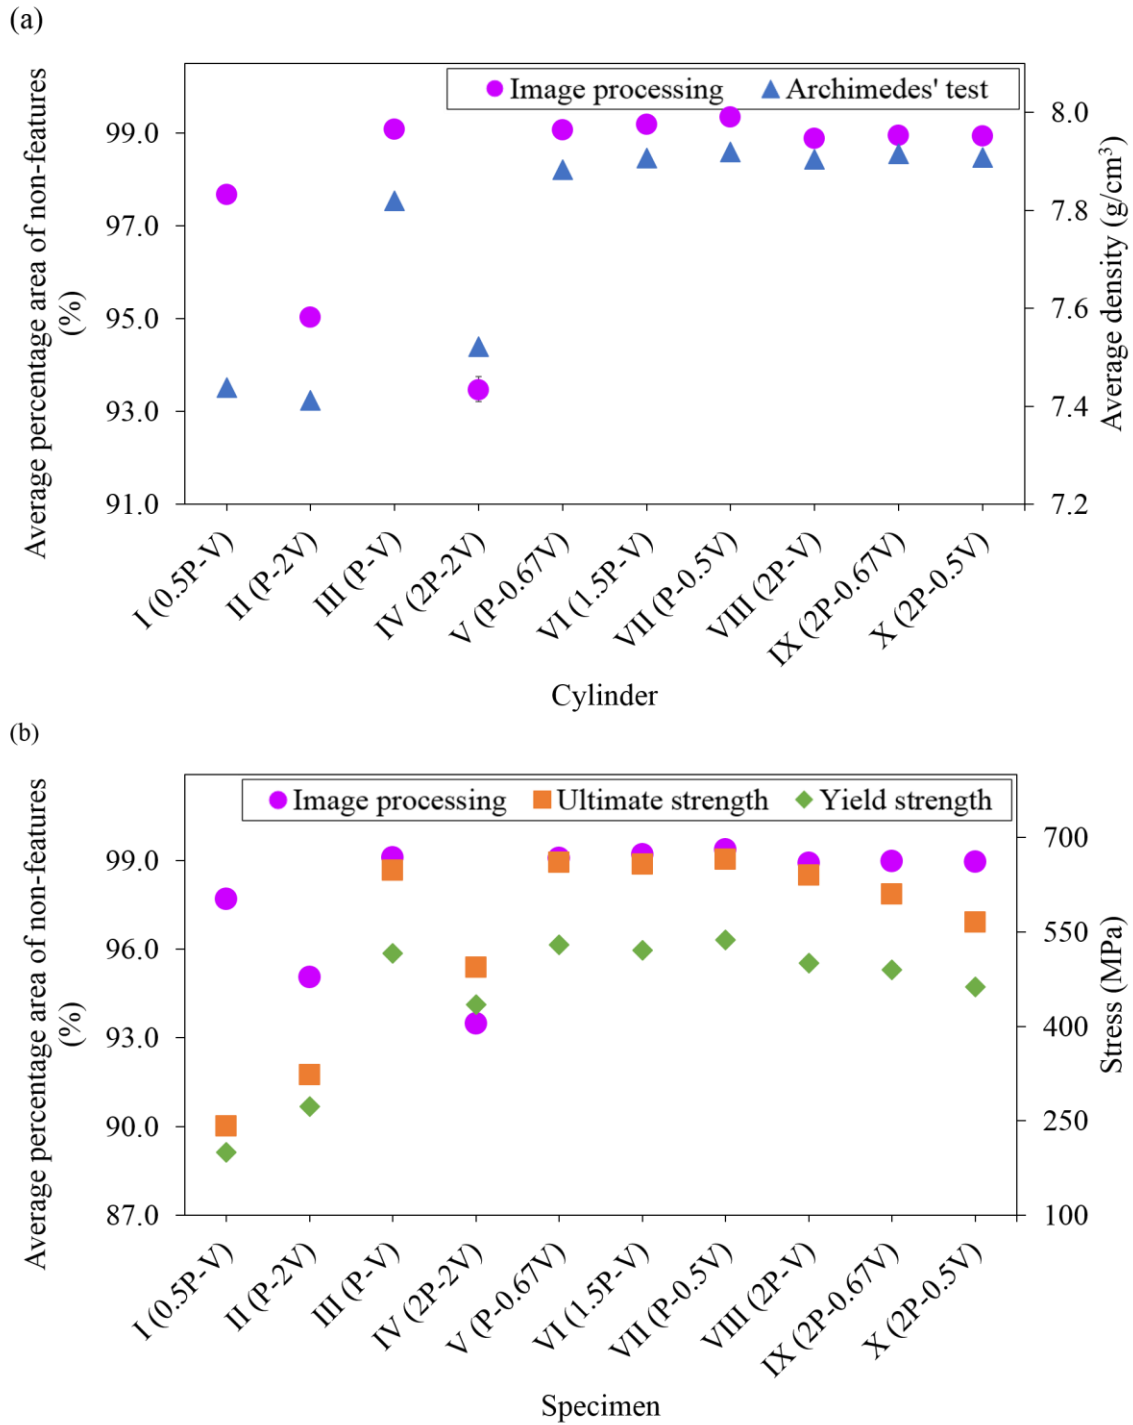 (a)
Average percentage area of non-features
(%)
Image processing
Archimedes' test
99.0
97.0
95.0
93.0
91.0
8.0
7.8
7.6
7.4
7.2
Average density (g/cm³)
I (0.5P-V)
II (P-2V)
III (P-V)
IV (2P-2V)
V (P-0.67V)
VI (1.5P-V)
VII (P-0.5V)
VIII (2P-V)
IX (2P-0.67V)
X (2P-0.5V)
Cylinder
(b)
Average percentage area of non-features
(%)
Image processing
Ultimate strength
Yield strength
99.0
96.0
93.0
90.0
87.0
700
550
400
250
100
Stress (MPa)
I (0.5P-V)
II (P-2V)
III (P-V)
IV (2P-2V)
V (P-0.67V)
VI (1.5P-V)
VII (P-0.5V)
VIII (2P-V)
IX (2P-0.67V)
X (2P-0.5V)
Specimen